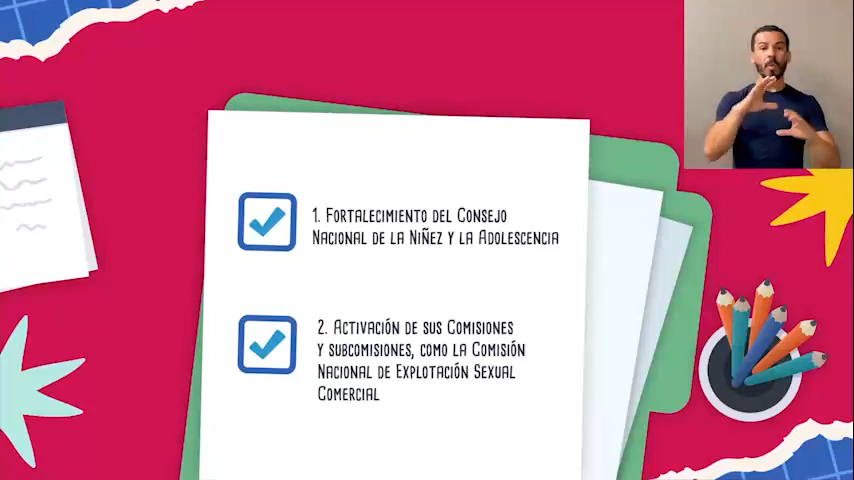 1. Fortalecimiento del Consejo
Nacional de la Niñez y la Adolescencia
2. Activación de sus Comisiones
y subcomisiones, como la Comisión
Nacional de Explotación Sexual
Comercial